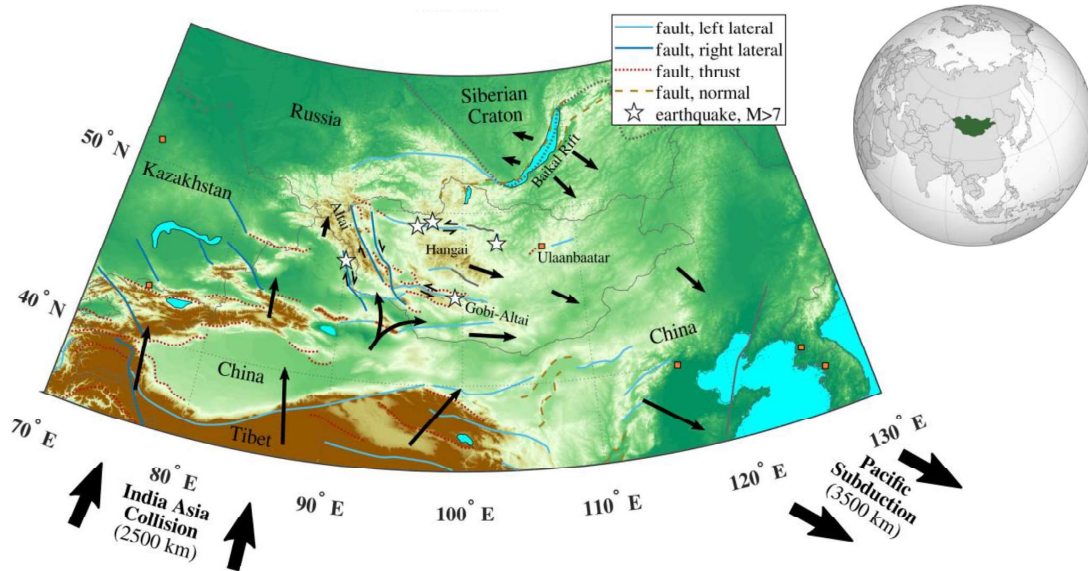 fault, left lateral
fault, right lateral
fault, thrust
fault, normal
earthquake, M>7
Siberian
Craton
Russia
50° N
Kazakhstan
Baikal Rift
Altai
Hangai
Ulaanbaatar
40° N
Gobi-Altai
China
China
Tibet
70° E
80° E
90° E
100° E
110° E
120° E
130° E
India Asia
Collision
(2500 km)
Pacific
Subduction
(3500 km)